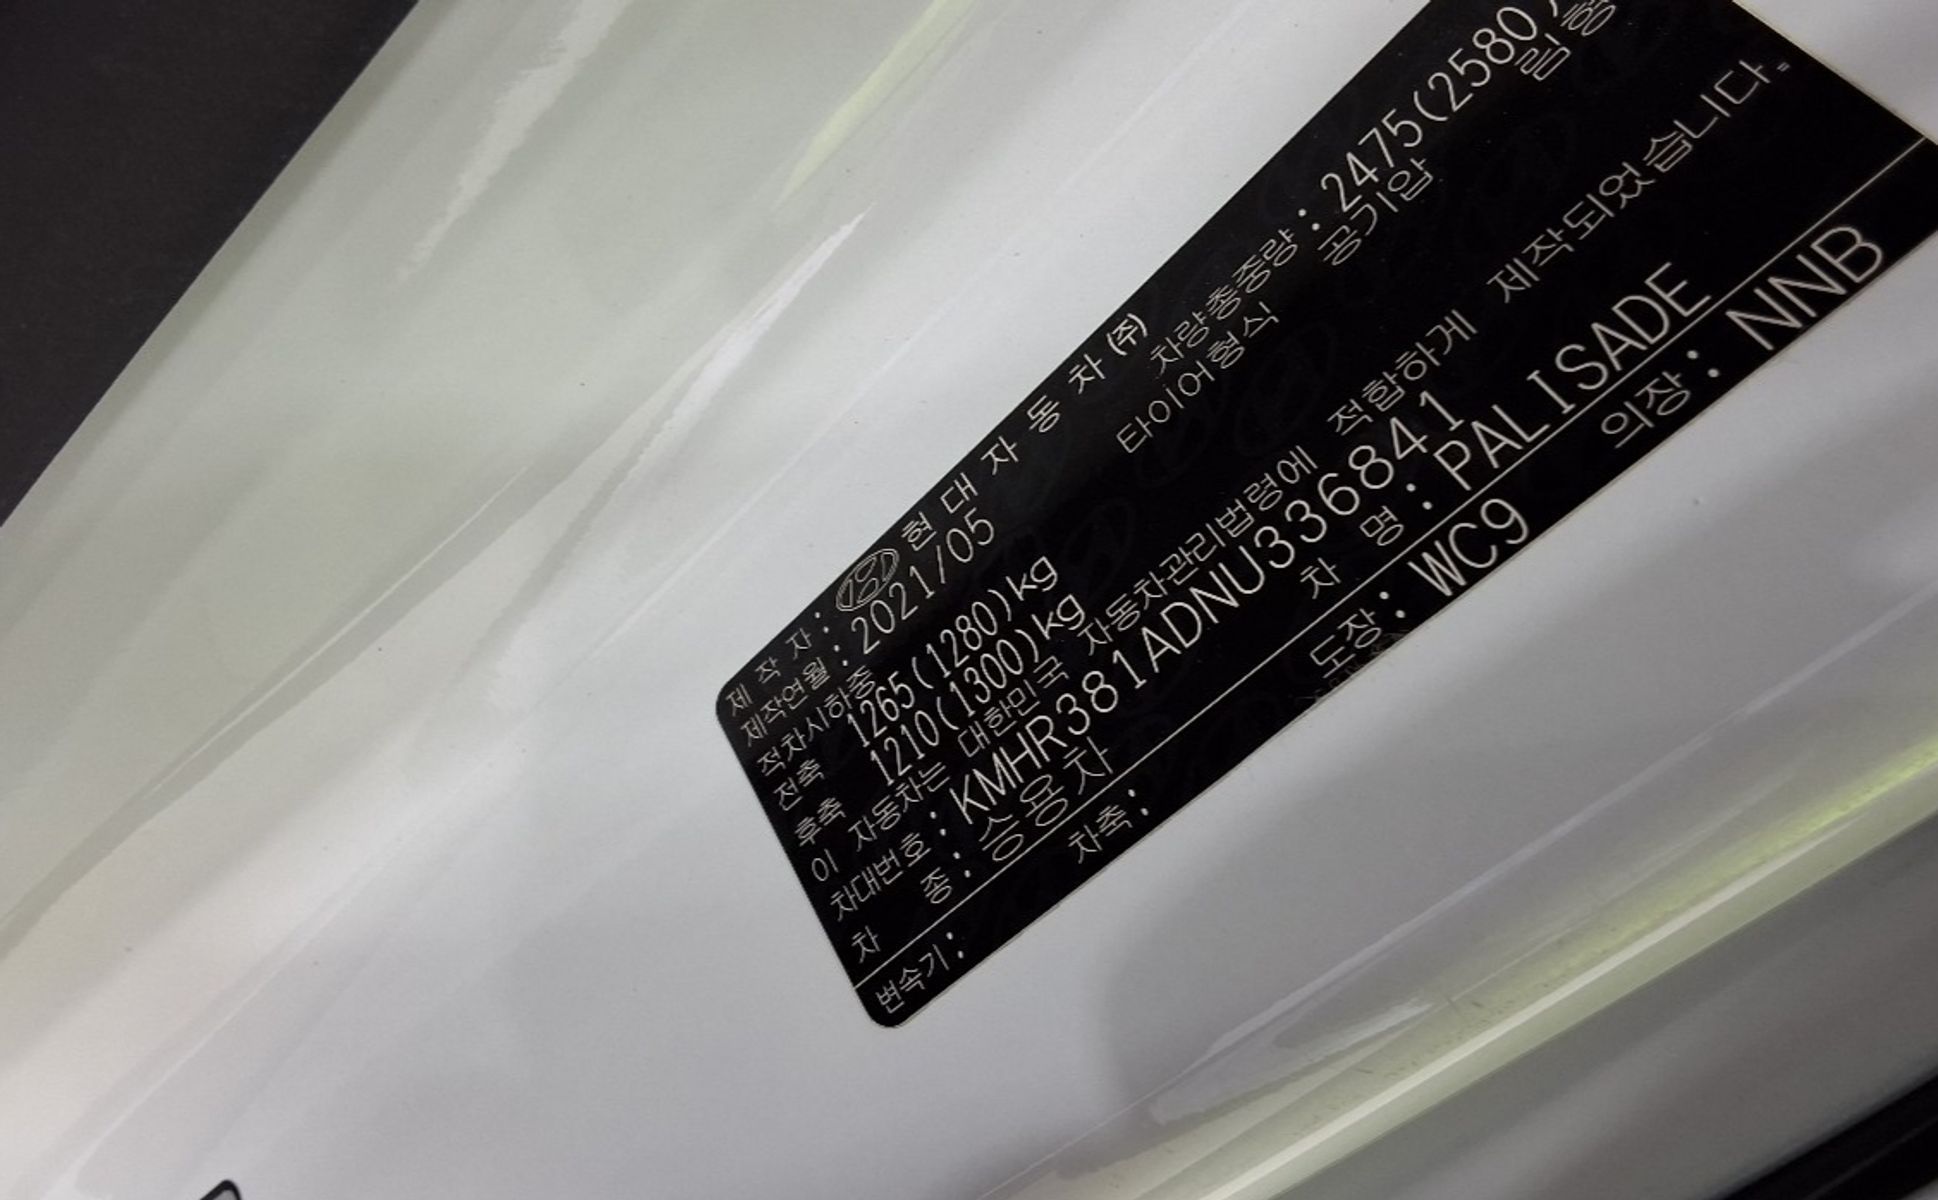 제 작 자 : 현 대 자 동 차 (주)
제작연월 : 2021/05 차량총중량 : 2475(2580)
적차시하중 타이어형식 공기압 림형
전축 1265(1280)kg
후축 1210(1300)kg
이 자동차는 대한민국 자동차관리법령에 적합하게 제작되었습니다."
차대번호 : KMHR381ADNU336841
차 종 : 승용차 차 명 : PALISADE
변속기 : 차축 : 도장 : WC9 의장 : NNB